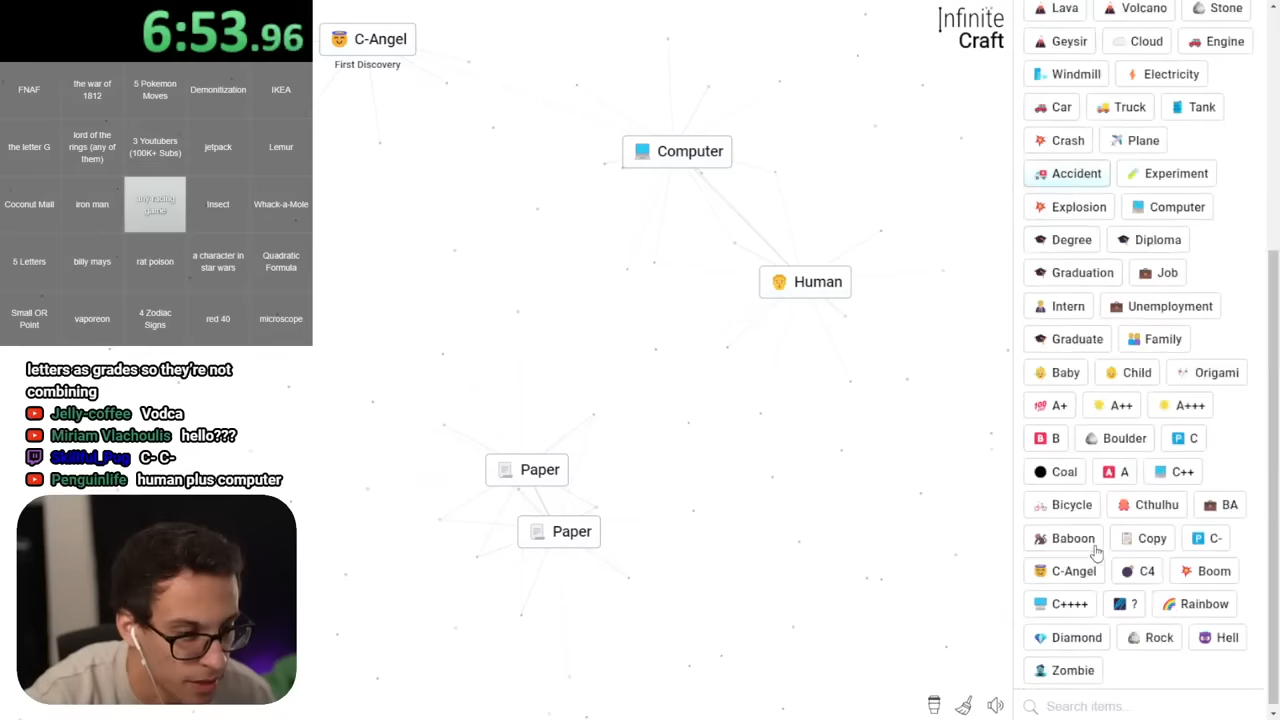 6:53.96
C-Angel
First Discovery
Infinite
Craft
Computer
Human
Paper
Paper
FNAF
the war of
1812
5 Pokemon
Moves
Demonitization
IKEA
the letter G
lord of the
rings (any of
them)
3 Youtubers
(100K+ Subs)
jetpack
Lemur
Coconut Mall
iron man
any racing
game
Insect
Whack-a-Mole
5 Letters
billy mays
rat poison
a character in
star wars
Quadratic
Formula
Small OR
Point
vaporeon
4 Zodiac
Signs
red 40
microscope
letters as grades so they're not
combining
Jelly-coffee Vodca
Miriam Vlachoulis hello???
Skillful_Pug C- C-
Penguinlife human plus computer
Lava Volcano Stone
Geysir Cloud Engine
Windmill Electricity
Car Truck Tank
Crash Plane
Accident Experiment
Explosion Computer
Degree Diploma
Graduation Job
Intern Unemployment
Graduate Family
Baby Child Origami
A+ A++ A+++
B Boulder C
Coal A C++
Bicycle Cthulhu BA
Baboon Copy C-
C-Angel C4 Boom
C++++ ? Rainbow
Diamond Rock Hell
Zombie
Search items...